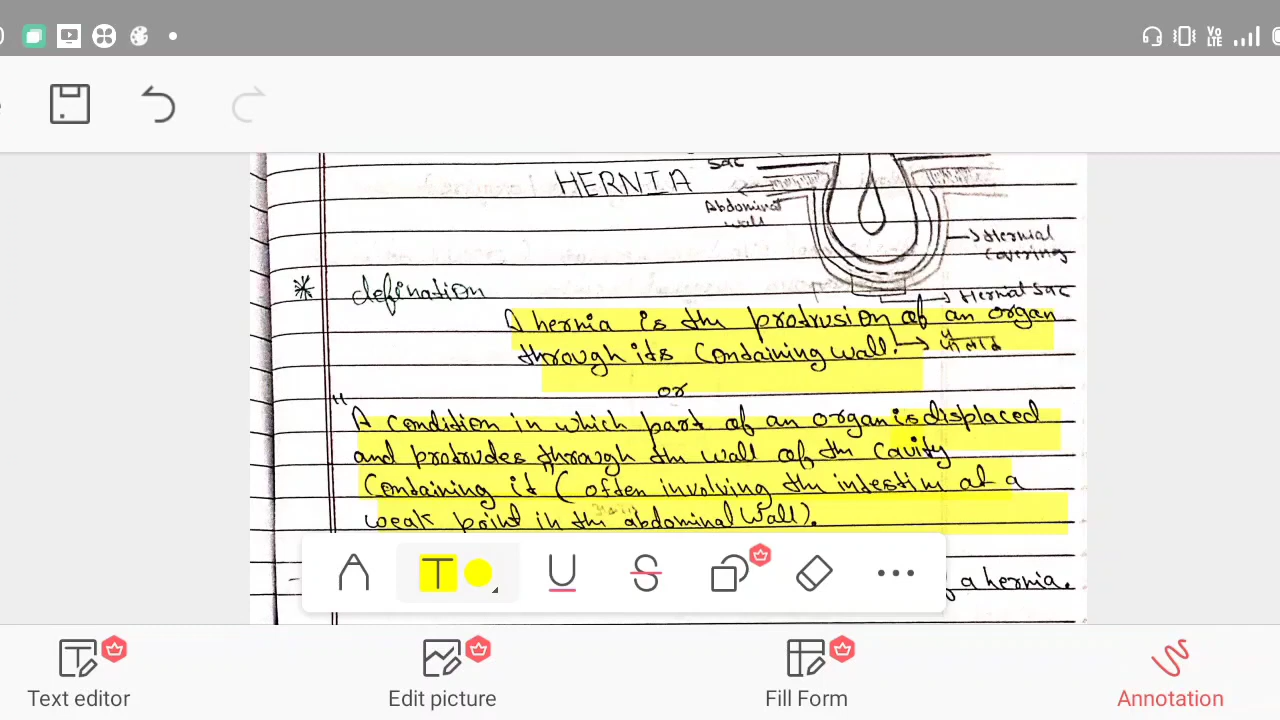 Vo
LTE
Sac
HERNIA
Abdominal
wall
Hernial
Covering
Hernial Sac
* defination
A hernia is the protrusion of an organ
through its containing wall.
or
"A condition in which part of an organ is displaced
and protrudes through the wall of the cavity
Containing it" (often involving the intestine at a
weak point in the abdominal wall).
a hernia.
T
U
S
Text editor
Edit picture
Fill Form
Annotation